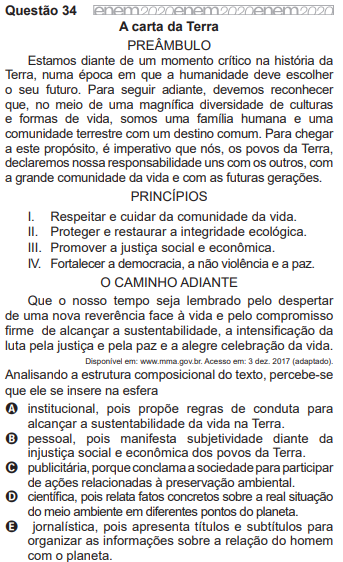 Questão 34 enem2020enem2020enem2020
A carta da Terra
PREÂMBULO
Estamos diante de um momento crítico na história da
Terra, numa época em que a humanidade deve escolher
o seu futuro. Para seguir adiante, devemos reconhecer
que, no meio de uma magnífica diversidade de culturas
e formas de vida, somos uma família humana e uma
comunidade terrestre com um destino comum. Para chegar
a este propósito, é imperativo que nós, os povos da Terra,
declaremos nossa responsabilidade uns com os outros, com
a grande comunidade da vida e com as futuras gerações.
PRINCÍPIOS
I. Respeitar e cuidar da comunidade da vida.
II. Proteger e restaurar a integridade ecológica.
III. Promover a justiça social e econômica.
IV. Fortalecer a democracia, a não violência e a paz.
O CAMINHO ADIANTE
Que o nosso tempo seja lembrado pelo despertar
de uma nova reverência face à vida e pelo compromisso
firme de alcançar a sustentabilidade, a intensificação da
luta pela justiça e pela paz e a alegre celebração da vida.
Disponível em: www.mma.gov.br. Acesso em: 3 dez. 2017 (adaptado).
Analisando a estrutura composicional do texto, percebe-se
que ele se insere na esfera
A institucional, pois propõe regras de conduta para
alcançar a sustentabilidade da vida na Terra.
B pessoal, pois manifesta subjetividade diante da
injustiça social e econômica dos povos da Terra.
C publicitária, porque conclama a sociedade para participar
de ações relacionadas à preservação ambiental.
D científica, pois relata fatos concretos sobre a real situação
do meio ambiente em diferentes pontos do planeta.
E jornalística, pois apresenta títulos e subtítulos para
organizar as informações sobre a relação do homem
com o planeta.